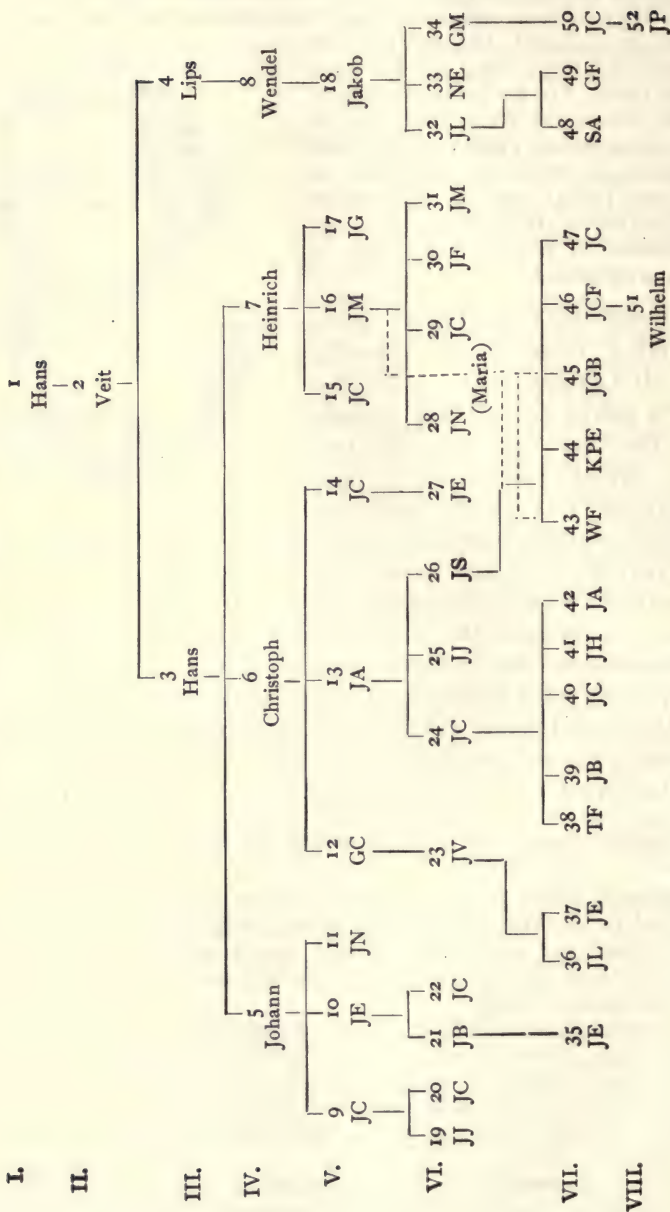 I.
1
Hans
II.
2
Veit
III.
3 4
Hans Lips
IV.
5 6 7 8
Johann Christoph Heinrich Wendel
V.
9 10 11 12 13 14 15 16 17 18
JC JE JN GC JA JC JC JM JG Jakob
VI.
19 20 21 22 23 24 25 26 27 28 29 30 31 32 33 34
JJ JC JB JC JV JC JJ JS JE JN JC JF JM JL NE GM
(Maria)
VII.
35 36 37 38 39 40 41 42 43 44 45 46 47 48 49 50
JE JL JE TF JB JC JH JA WF KPE JGB JCF JC SA GF JC
VIII.
51 52
Wilhelm JP